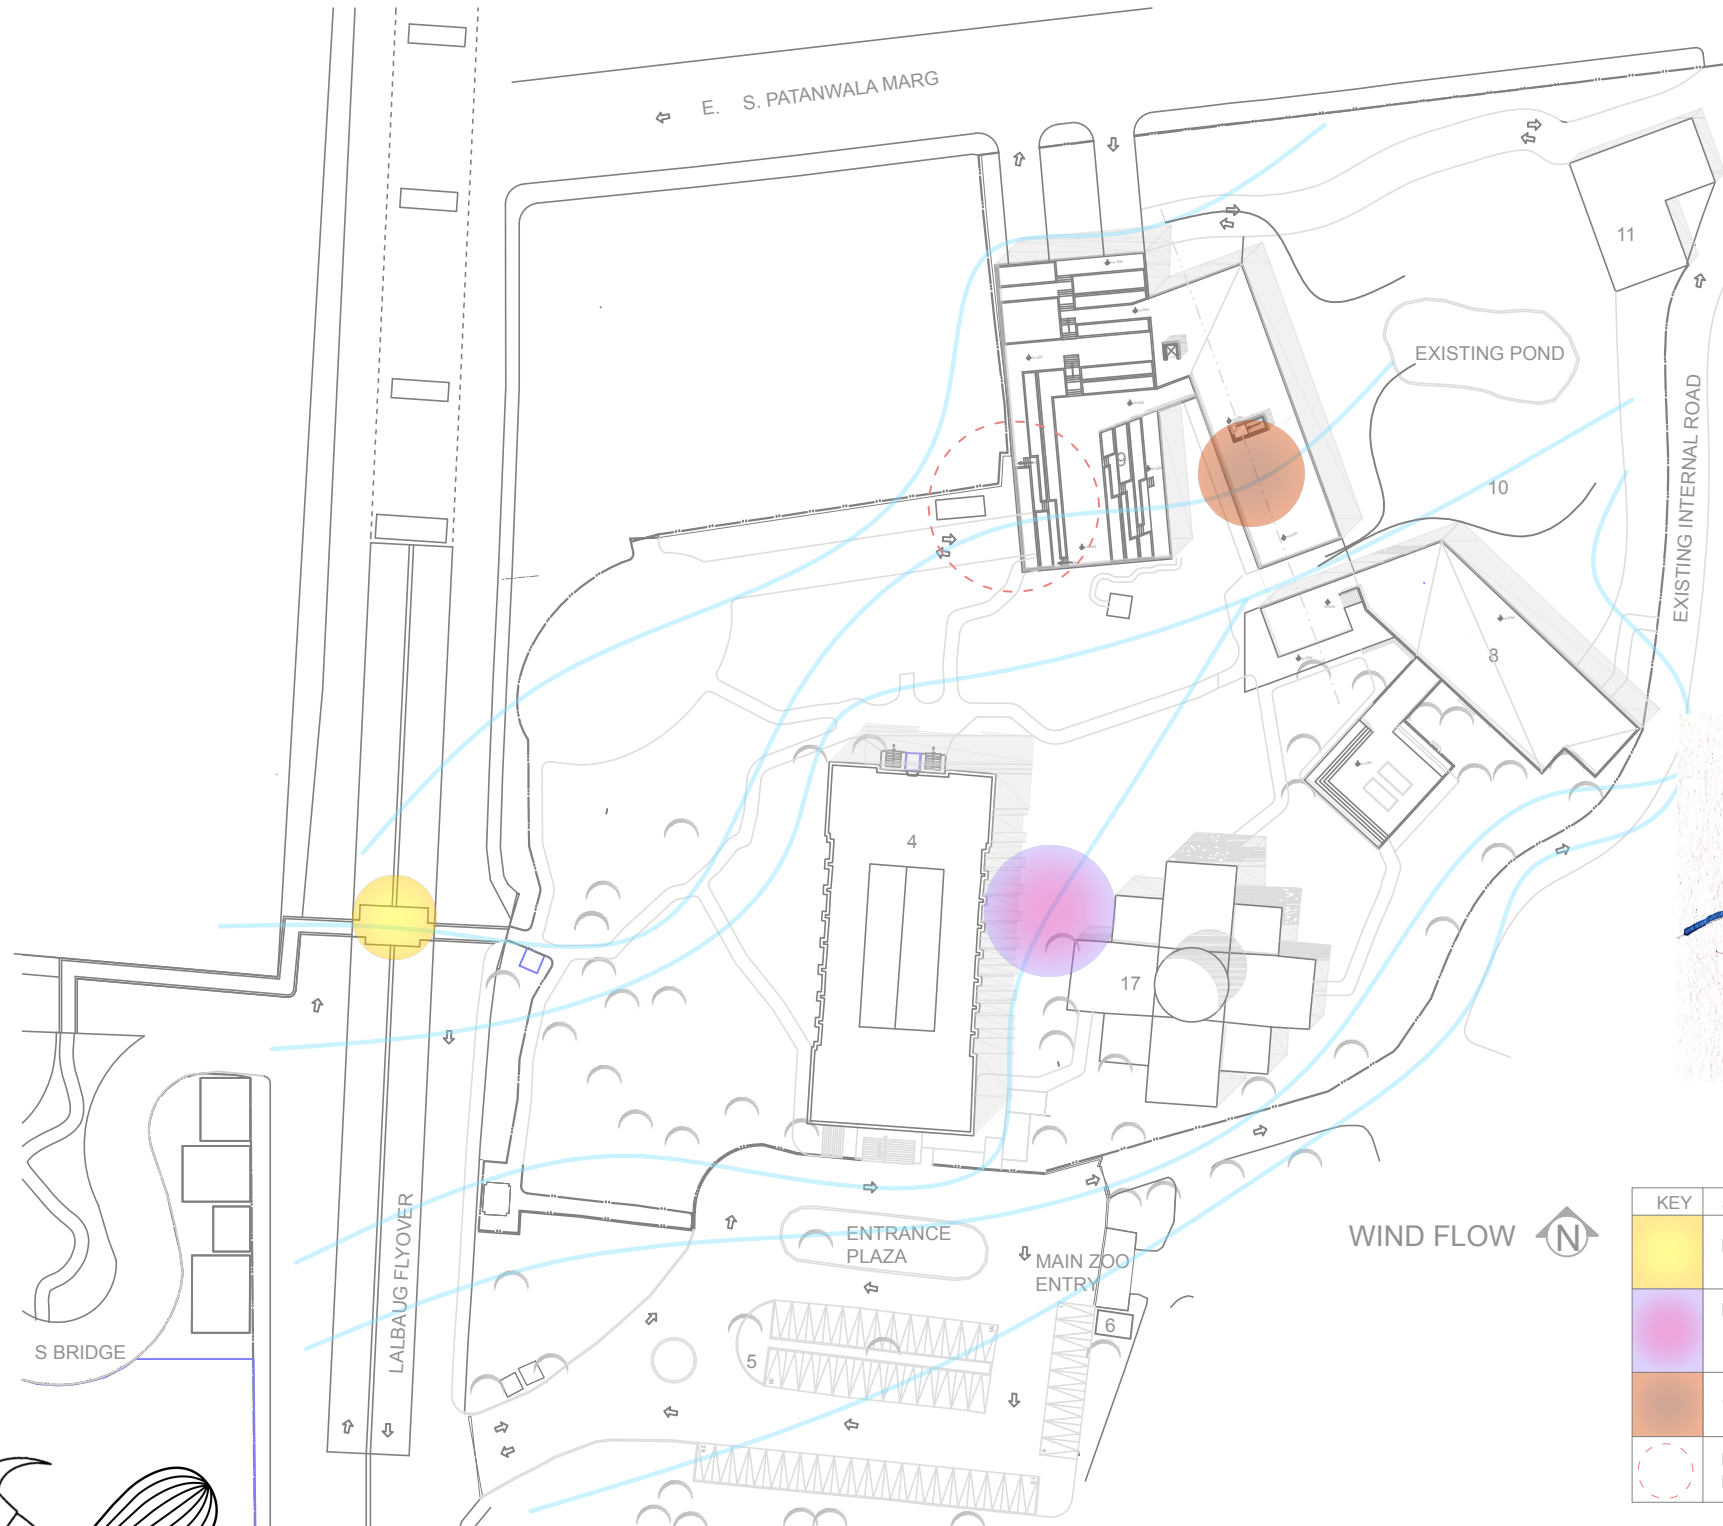 E. S. PATANWALA MARG
11
EXISTING POND
EXISTING INTERNAL ROAD
9
10
8
4
17
LALBAUG FLYOVER
ENTRANCE
PLAZA
MAIN ZOO
ENTRY
WIND FLOW
N
KEY
S BRIDGE
5
6